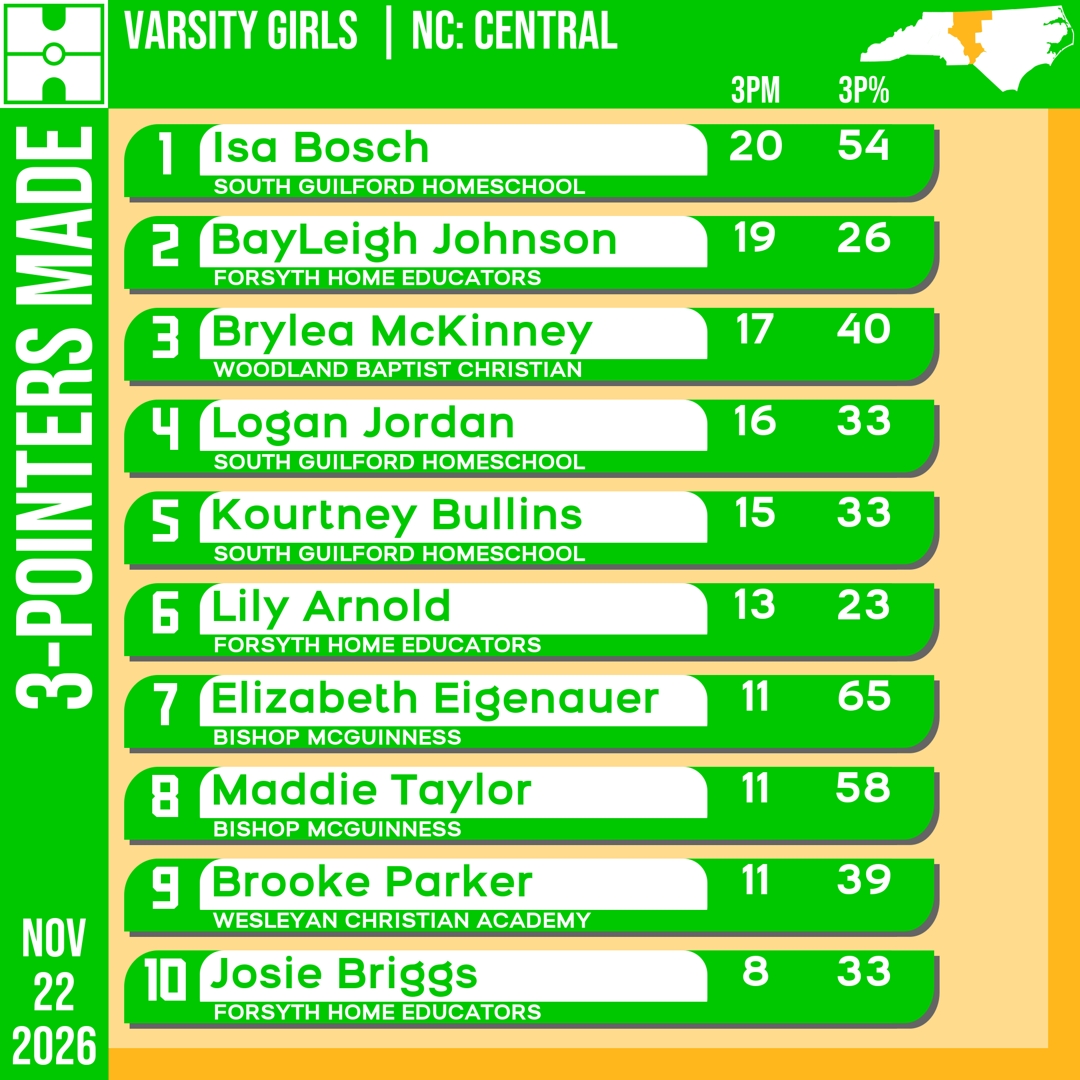 VARSITY GIRLS | NC: CENTRAL
3PM 3P%
3-POINTERS MADE
1 Isa Bosch 20 54
SOUTH GUILFORD HOMESCHOOL
2 BayLeigh Johnson 19 26
FORSYTH HOME EDUCATORS
3 Brylea McKinney 17 40
WOODLAND BAPTIST CHRISTIAN
4 Logan Jordan 16 33
SOUTH GUILFORD HOMESCHOOL
5 Kourtney Bullins 15 33
SOUTH GUILFORD HOMESCHOOL
6 Lily Arnold 13 23
FORSYTH HOME EDUCATORS
7 Elizabeth Eigenauer 11 65
BISHOP MCGUINNESS
8 Maddie Taylor 11 58
BISHOP MCGUINNESS
9 Brooke Parker 11 39
WESLEYAN CHRISTIAN ACADEMY
10 Josie Briggs 8 33
FORSYTH HOME EDUCATORS
NOV
22
2026